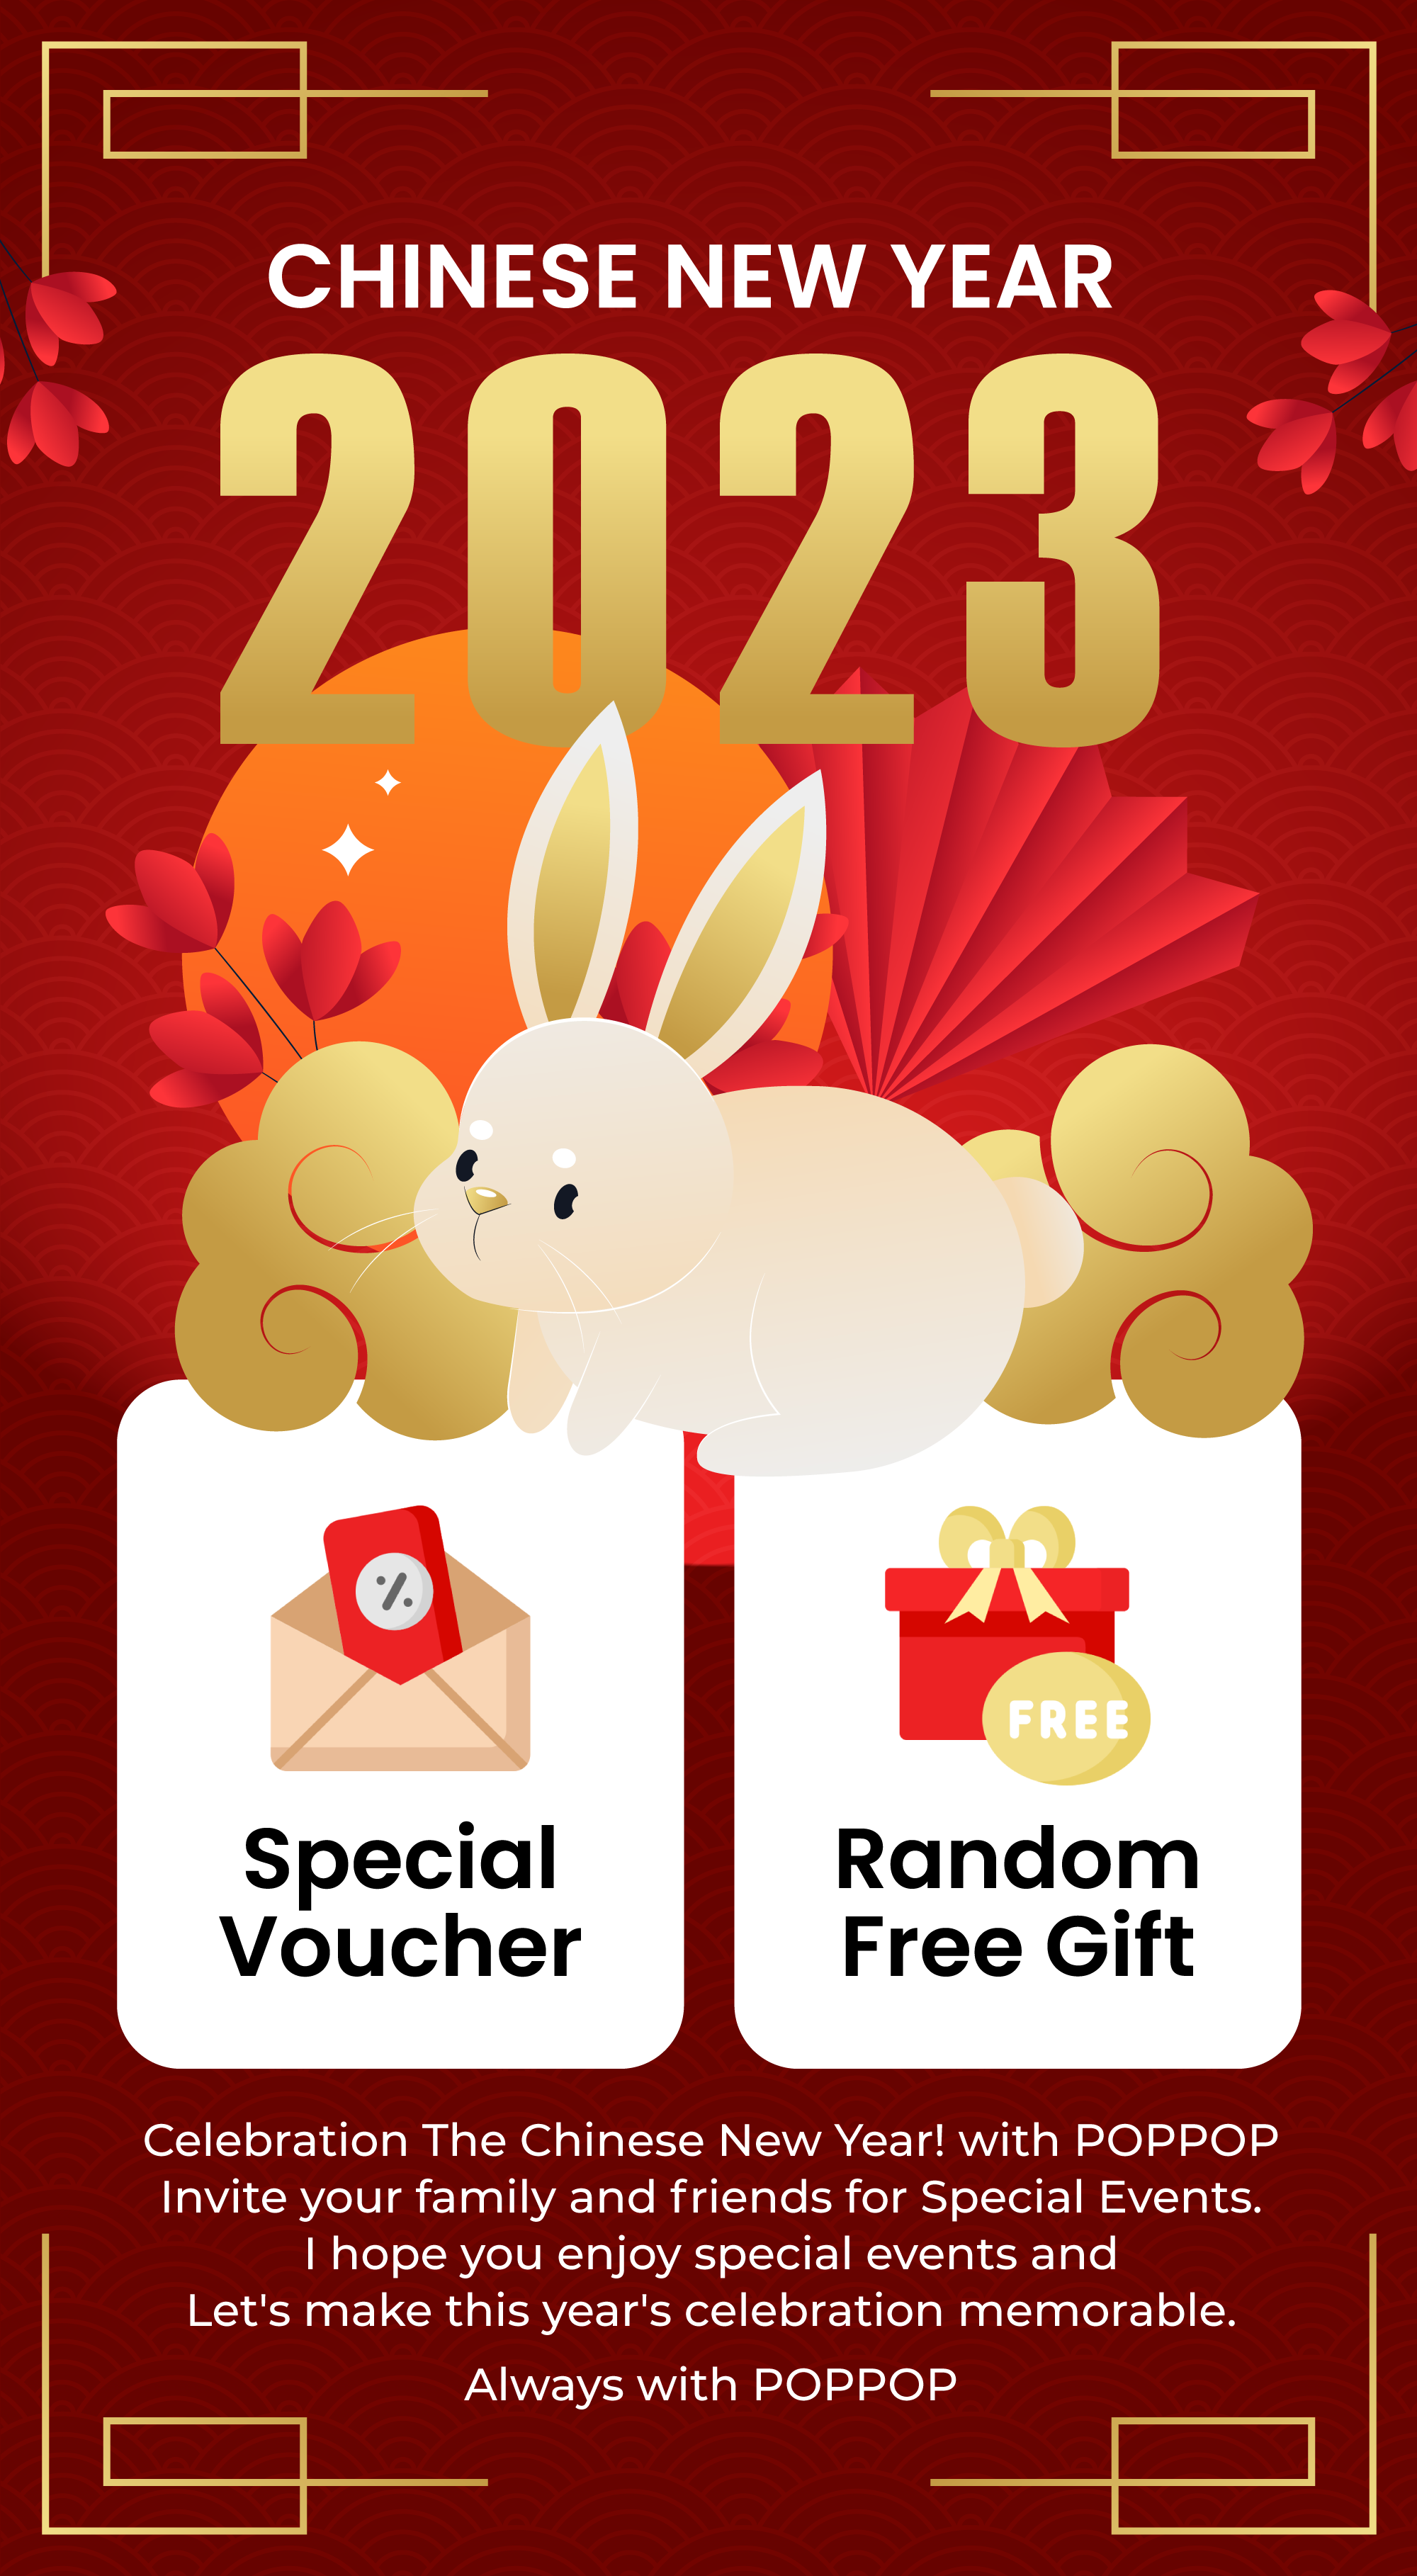 CHINESE NEW YEAR
2023
%
FREE
Special
Voucher
Random
Free Gift
Celebration The Chinese New Year! with POPPOP
Invite your family and friends for Special Events.
I hope you enjoy special events and
Let's make this year's celebration memorable.
Always with POPPOP